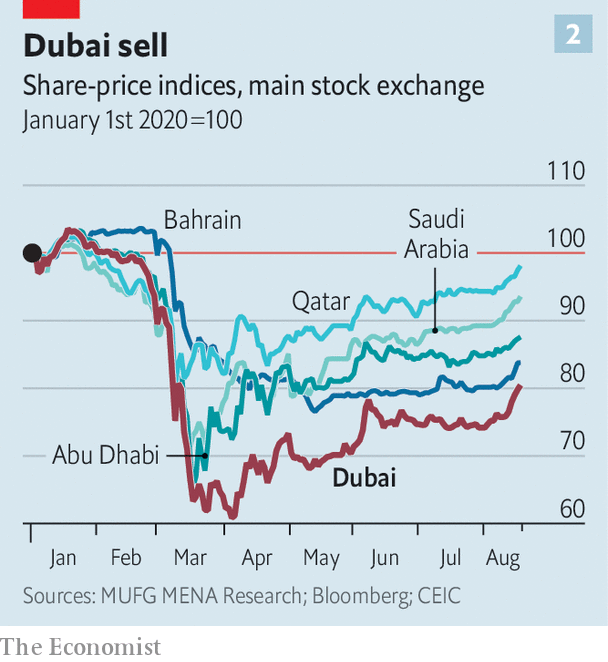 2
Dubai sell
Share-price indices, main stock exchange
January 1st 2020=100
110
Bahrain
Saudi
Arabia
100
Qatar
90
80
Abu Dhabi
70
Dubai
60
Jan Feb Mar Apr May Jun Jul Aug
Sources: MUFG MENA Research; Bloomberg; CEIC
The Economist